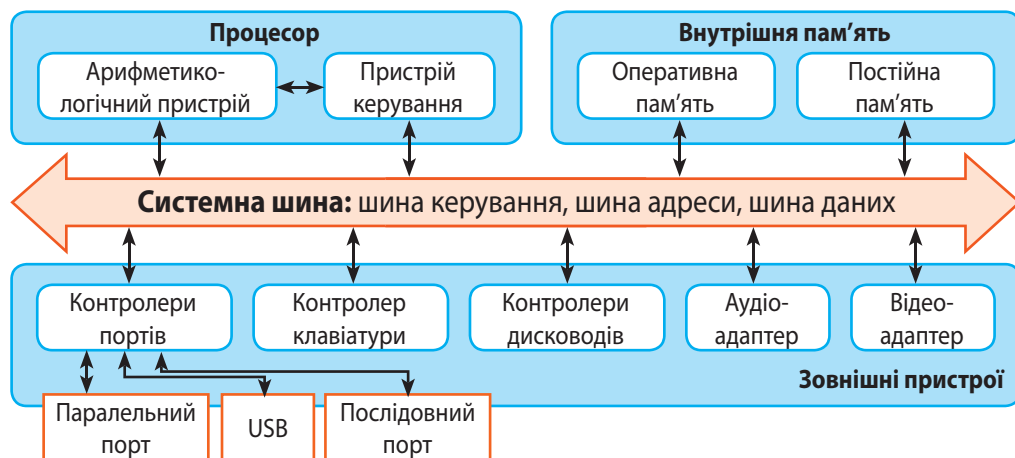 Процесор
Арифметико-
логічний пристрій
Пристрій
керування
Внутрішня пам'ять
Оперативна
пам'ять
Постійна
пам'ять
Системна шина: шина керування, шина адреси, шина даних
Контролери
портів
Контролер
клавіатури
Контролери
дисководів
Аудіо-
адаптер
Відео-
адаптер
Зовнішні пристрої
Паралельний
порт
USB
Послідовний
порт